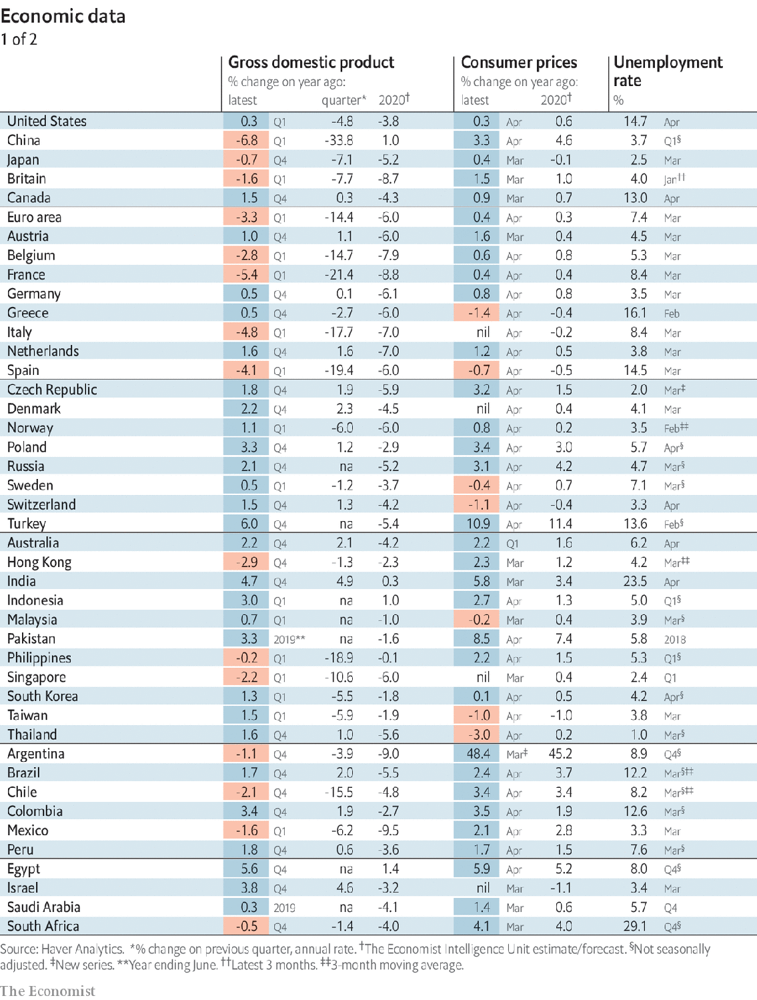 Economic data
1 of 2
Gross domestic product Consumer prices Unemployment
% change on year ago: % change on year ago: rate
latest quarter* 2020† latest 2020† %
United States 0.3 Q1 -4.8 -3.8 0.3 Apr 0.6 14.7 Apr
China -6.8 Q1 -33.8 1.0 3.3 Apr 4.6 3.7 Q1§
Japan -0.7 Q4 -7.1 -5.2 0.4 Mar -0.1 2.5 Mar
Britain -1.6 Q1 -7.7 -8.7 1.5 Mar 1.0 4.0 Jan††
Canada 1.5 Q4 0.3 -4.3 0.9 Mar 0.7 13.0 Apr
Euro area -3.3 Q1 -14.4 -6.0 0.4 Apr 0.3 7.4 Mar
Austria 1.0 Q4 1.1 -6.0 1.6 Mar 0.4 4.5 Mar
Belgium -2.8 Q1 -14.7 -7.9 0.6 Apr 0.8 5.3 Mar
France -5.4 Q1 -21.4 -8.8 0.4 Apr 0.4 8.4 Mar
Germany 0.5 Q4 0.1 -6.1 0.8 Apr 0.8 3.5 Mar
Greece 0.5 Q4 -2.7 -6.0 -1.4 Apr -0.4 16.1 Feb
Italy -4.8 Q1 -17.7 -7.0 nil Apr -0.2 8.4 Mar
Netherlands 1.6 Q4 1.6 -7.0 1.2 Apr 0.5 3.8 Mar
Spain -4.1 Q1 -19.4 -6.0 -0.7 Apr -0.5 14.5 Mar
Czech Republic 1.8 Q4 1.9 -5.9 3.2 Apr 1.5 2.0 Mar‡
Denmark 2.2 Q4 2.3 -4.5 nil Apr 0.4 4.1 Mar
Norway 1.1 Q1 -6.0 -6.0 0.8 Apr 0.2 3.5 Feb‡‡
Poland 3.3 Q4 1.2 -2.9 3.4 Apr 3.0 5.7 Apr§
Russia 2.1 Q4 na -5.2 3.1 Apr 4.2 4.7 Mar§
Sweden 0.5 Q1 -1.2 -3.7 -0.4 Apr 0.7 7.1 Mar§
Switzerland 1.5 Q4 1.3 -4.2 -1.1 Apr -0.4 3.3 Apr
Turkey 6.0 Q4 na -5.4 10.9 Apr 11.4 13.6 Feb§
Australia 2.2 Q4 2.1 -4.2 2.2 Q1 1.6 6.2 Apr
Hong Kong -2.9 Q4 -1.3 -2.3 2.3 Mar 1.2 4.2 Mar‡‡
India 4.7 Q4 4.9 0.3 5.8 Mar 3.4 23.5 Apr
Indonesia 3.0 Q1 na 1.0 2.7 Apr 1.3 5.0 Q1§
Malaysia 0.7 Q1 na -1.0 -0.2 Mar 0.4 3.9 Mar§
Pakistan 3.3 2019** na -1.6 8.5 Apr 7.4 5.8 2018
Philippines -0.2 Q1 -18.9 -0.1 2.2 Apr 1.5 5.3 Q1§
Singapore -2.2 Q1 -10.6 -6.0 nil Mar 0.4 2.4 Q1
South Korea 1.3 Q1 -5.5 -1.8 0.1 Apr 0.5 4.2 Apr§
Taiwan 1.5 Q1 -5.9 -1.9 -1.0 Apr -1.0 3.8 Mar
Thailand 1.6 Q4 1.0 -5.6 -3.0 Apr 0.2 1.0 Mar§
Argentina -1.1 Q4 -3.9 -9.0 48.4 Mar‡ 45.2 8.9 Q4§
Brazil 1.7 Q4 2.0 -5.5 2.4 Apr 3.7 12.2 Mar§‡‡
Chile -2.1 Q4 -15.5 -4.8 3.4 Apr 3.4 8.2 Mar§‡‡
Colombia 3.4 Q4 1.9 -2.7 3.5 Apr 1.9 12.6 Mar§
Mexico -1.6 Q1 -6.2 -9.5 2.1 Apr 2.8 3.3 Mar
Peru 1.8 Q4 0.6 -3.6 1.7 Apr 1.5 7.6 Mar§
Egypt 5.6 Q4 na 1.4 5.9 Apr 5.2 8.0 Q4§
Israel 3.8 Q4 4.6 -3.2 nil Mar -1.1 3.4 Mar
Saudi Arabia 0.3 2019 na -4.1 1.4 Mar 0.6 5.7 Q4
South Africa -0.5 Q4 -1.4 -4.0 4.1 Mar 4.0 29.1 Q4§
Source: Haver Analytics. *% change on previous quarter, annual rate. †The Economist Intelligence Unit estimate/forecast. §Not seasonally
adjusted. ‡New series. **Year ending June. ††Latest 3 months. ‡‡3-month moving average.
The Economist